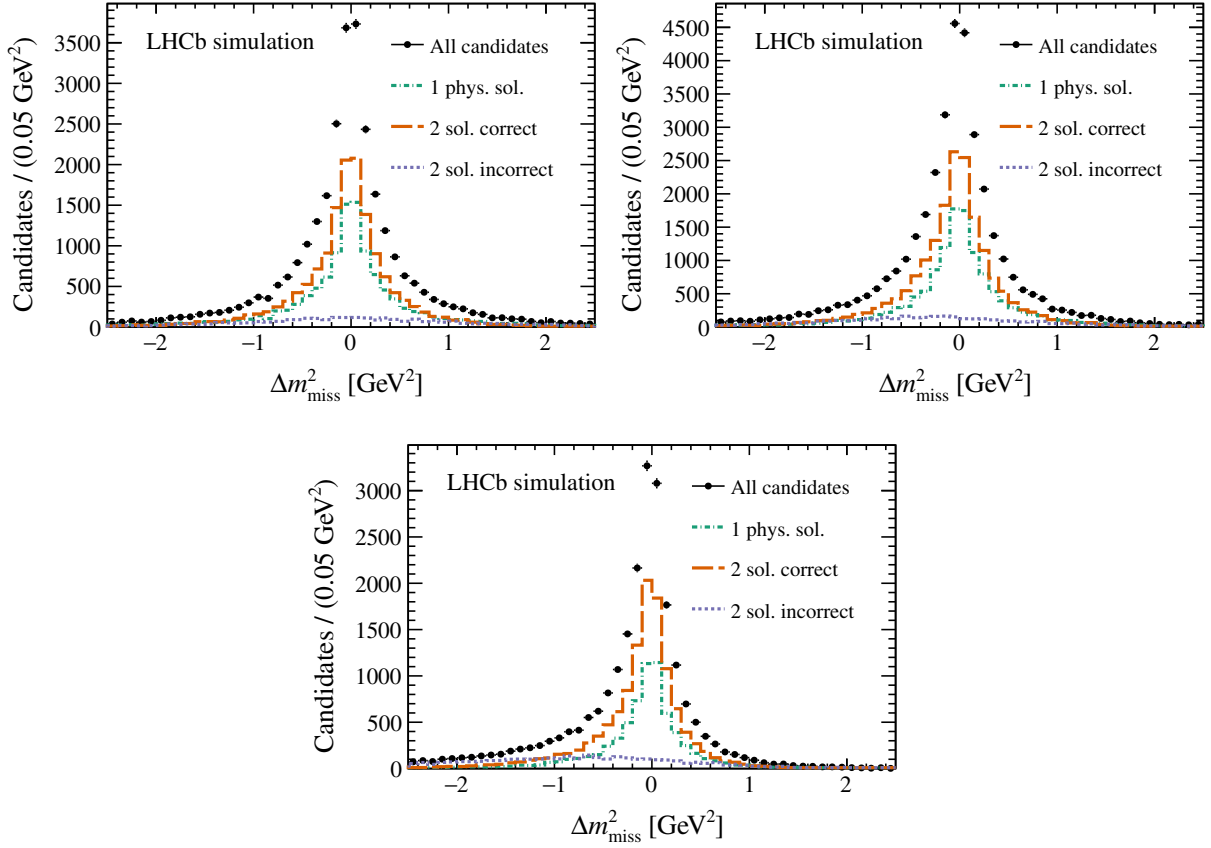 LHCb simulation
All candidates
1 phys. sol.
2 sol. correct
2 sol. incorrect
Candidates / (0.05 GeV²)
3500
3000
2500
2000
1500
1000
500
0
−2 −1 0 1 2
Δm²miss [GeV²]
LHCb simulation
All candidates
1 phys. sol.
2 sol. correct
2 sol. incorrect
Candidates / (0.05 GeV²)
4500
4000
3500
3000
2500
2000
1500
1000
500
0
−2 −1 0 1 2
Δm²miss [GeV²]
LHCb simulation
All candidates
1 phys. sol.
2 sol. correct
2 sol. incorrect
Candidates / (0.05 GeV²)
3000
2500
2000
1500
1000
500
0
−2 −1 0 1 2
Δm²miss [GeV²]